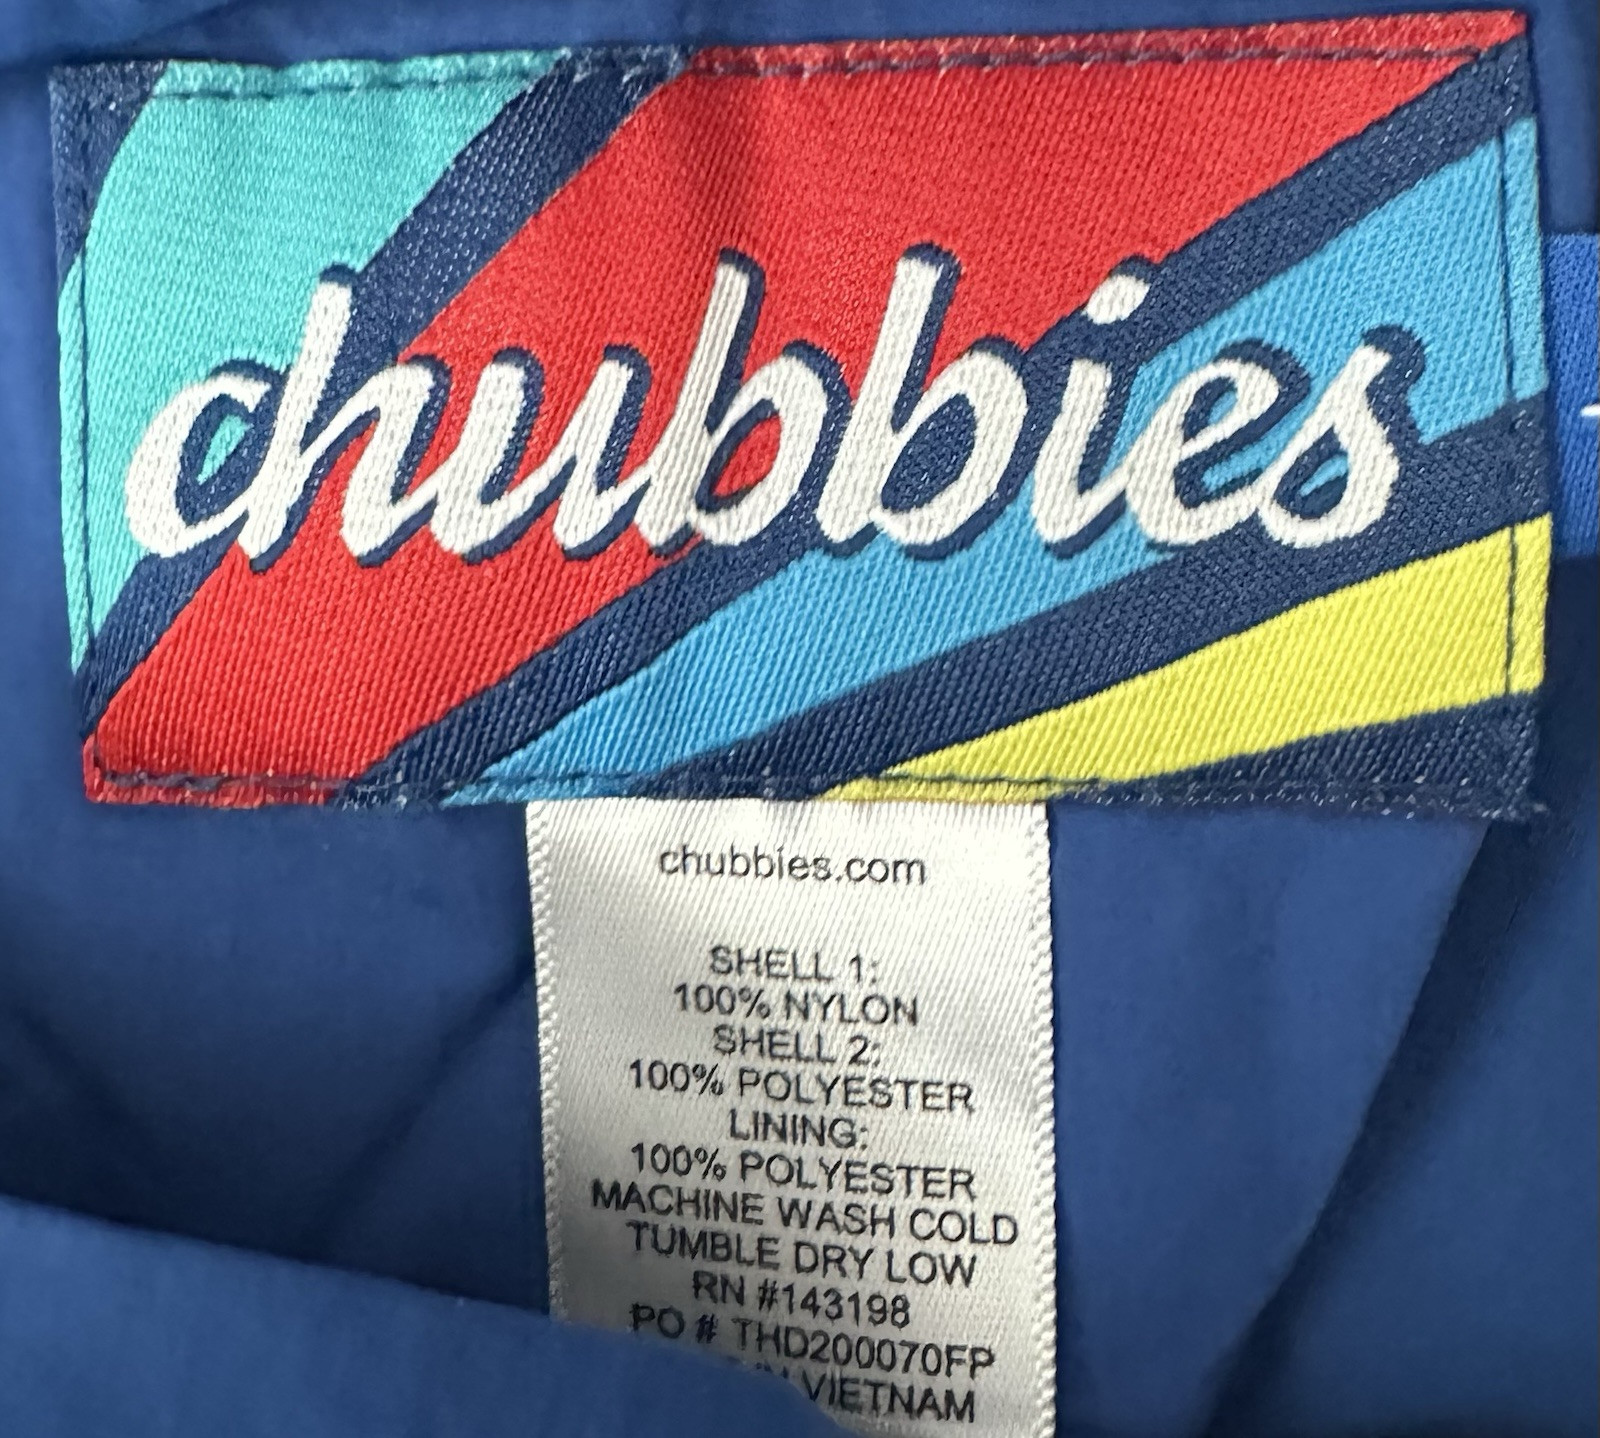 chubbies
chubbies.com
SHELL 1:
100% NYLON
SHELL 2:
100% POLYESTER
LINING:
100% POLYESTER
MACHINE WASH COLD
TUMBLE DRY LOW
RN #143198
PO # THD200070FP
IN VIETNAM